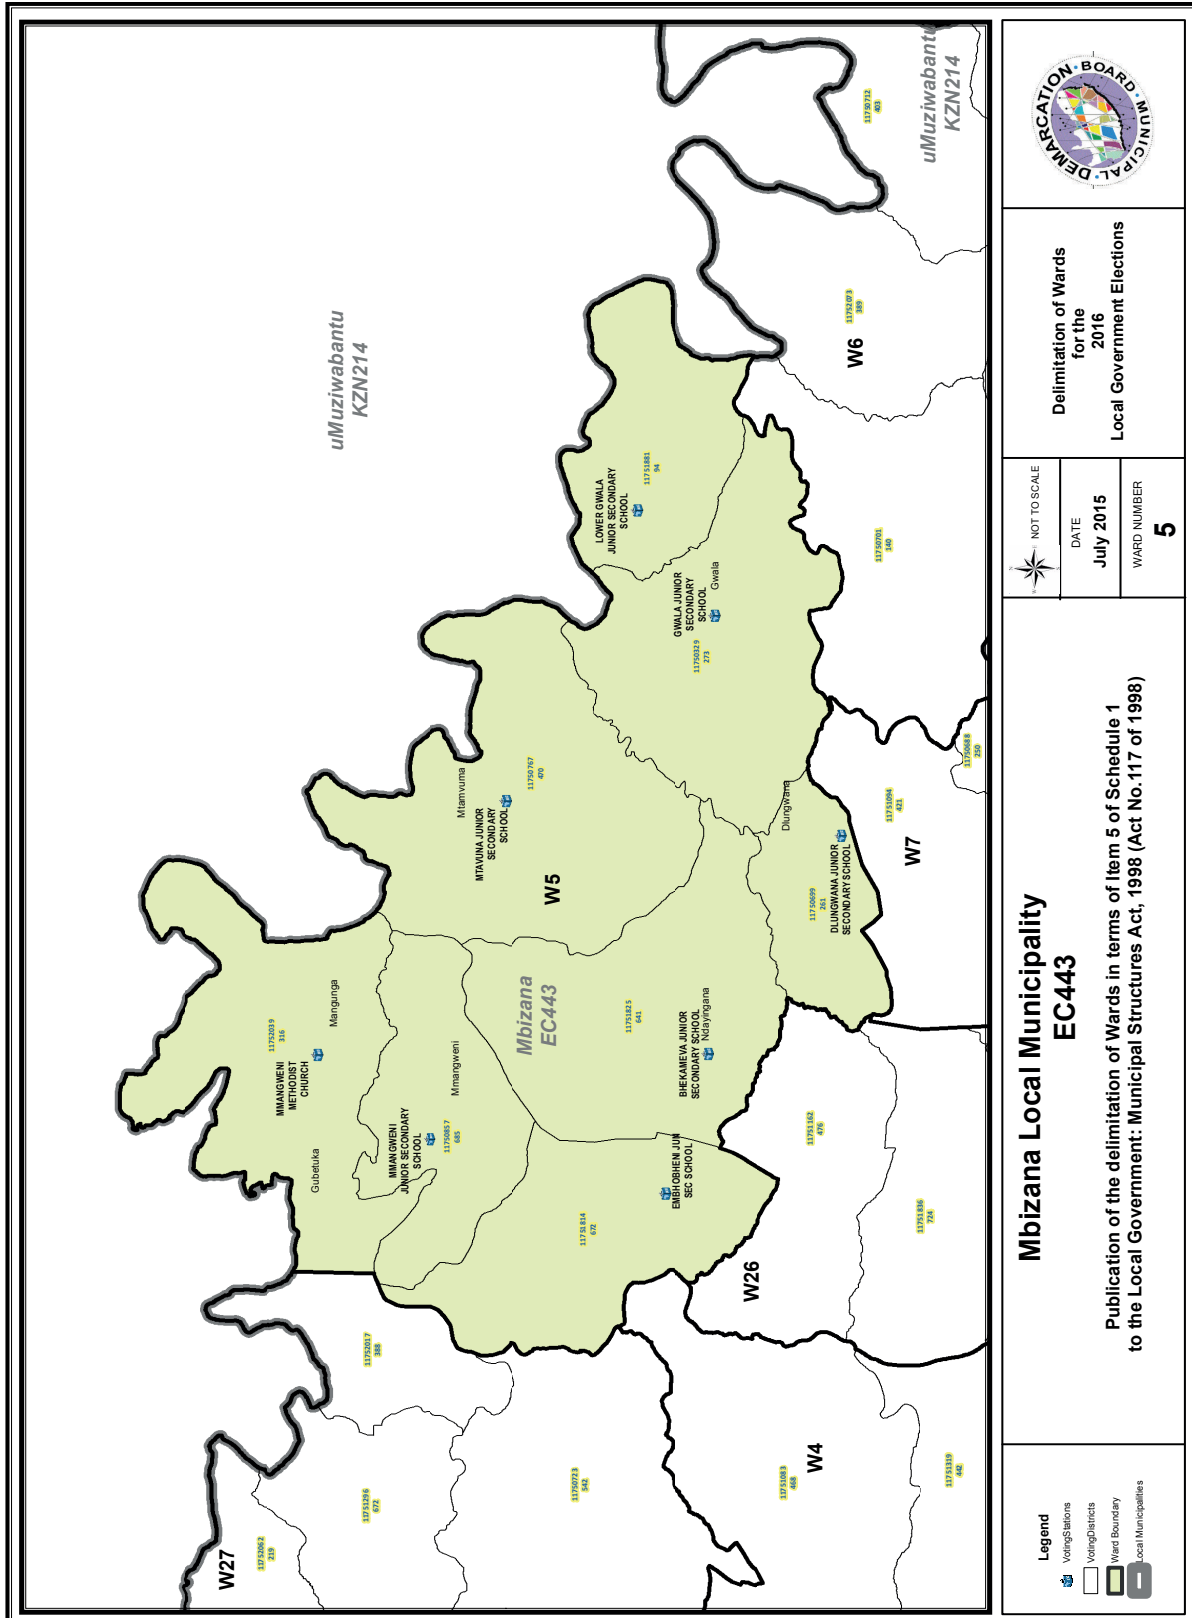 uMuziwabantu
KZN214
uMuziwabantu
KZN214
11750712
403
11752073
389
W6
LOWER GWALA
JUNIOR SECONDARY
SCHOOL
11751881
94
11750701
140
GWALA JUNIOR
SECONDARY
SCHOOL
Gwala
11750329
273
Mtamvuma
MTAVUNA JUNIOR
SECONDARY
SCHOOL
11750767
470
W5
Dlungwana
11750699
261
DLUNGWANA JUNIOR
SECONDARY SCHOOL
11751094
421
W7
11750688
250
Mangunga
11752039
316
MMANGWENI
METHODIST
CHURCH
Gubetuka
Mbizana
EC443
Mmangweni
MMANGWENI
JUNIOR SECONDARY
SCHOOL
11750857
685
11751825
641
BHEKAMEVA JUNIOR
SECONDARY SCHOOL
Ndayingana
EMBHOBHENI JUN
SEC SCHOOL
11751814
672
11751162
476
11751836
724
W26
11752017
388
W27
11752062
219
11751296
672
11750723
542
11751083
468
W4
11751319
442
Legend
VotingStations
VotingDistricts
Ward Boundary
Local Municipalities
Mbizana Local Municipality
EC443
Publication of the delimitation of Wards in terms of Item 5 of Schedule 1
to the Local Government: Municipal Structures Act, 1998 (Act No.117 of 1998)
NOT TO SCALE
DATE
July 2015
WARD NUMBER
5
Delimitation of Wards
for the
2016
Local Government Elections
MUNICIPAL DEMARCATION BOARD